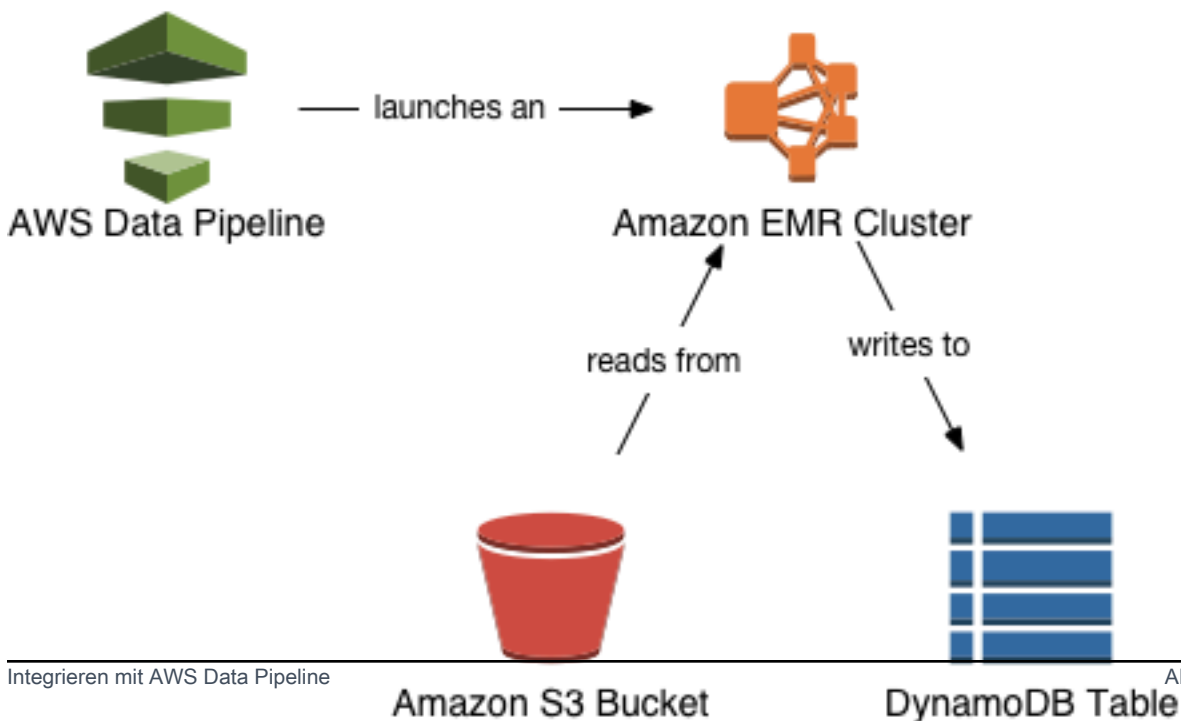 launches an
AWS Data Pipeline
Amazon EMR Cluster
reads from
writes to
Integrieren mit AWS Data Pipeline
Amazon S3 Bucket
DynamoDB Table